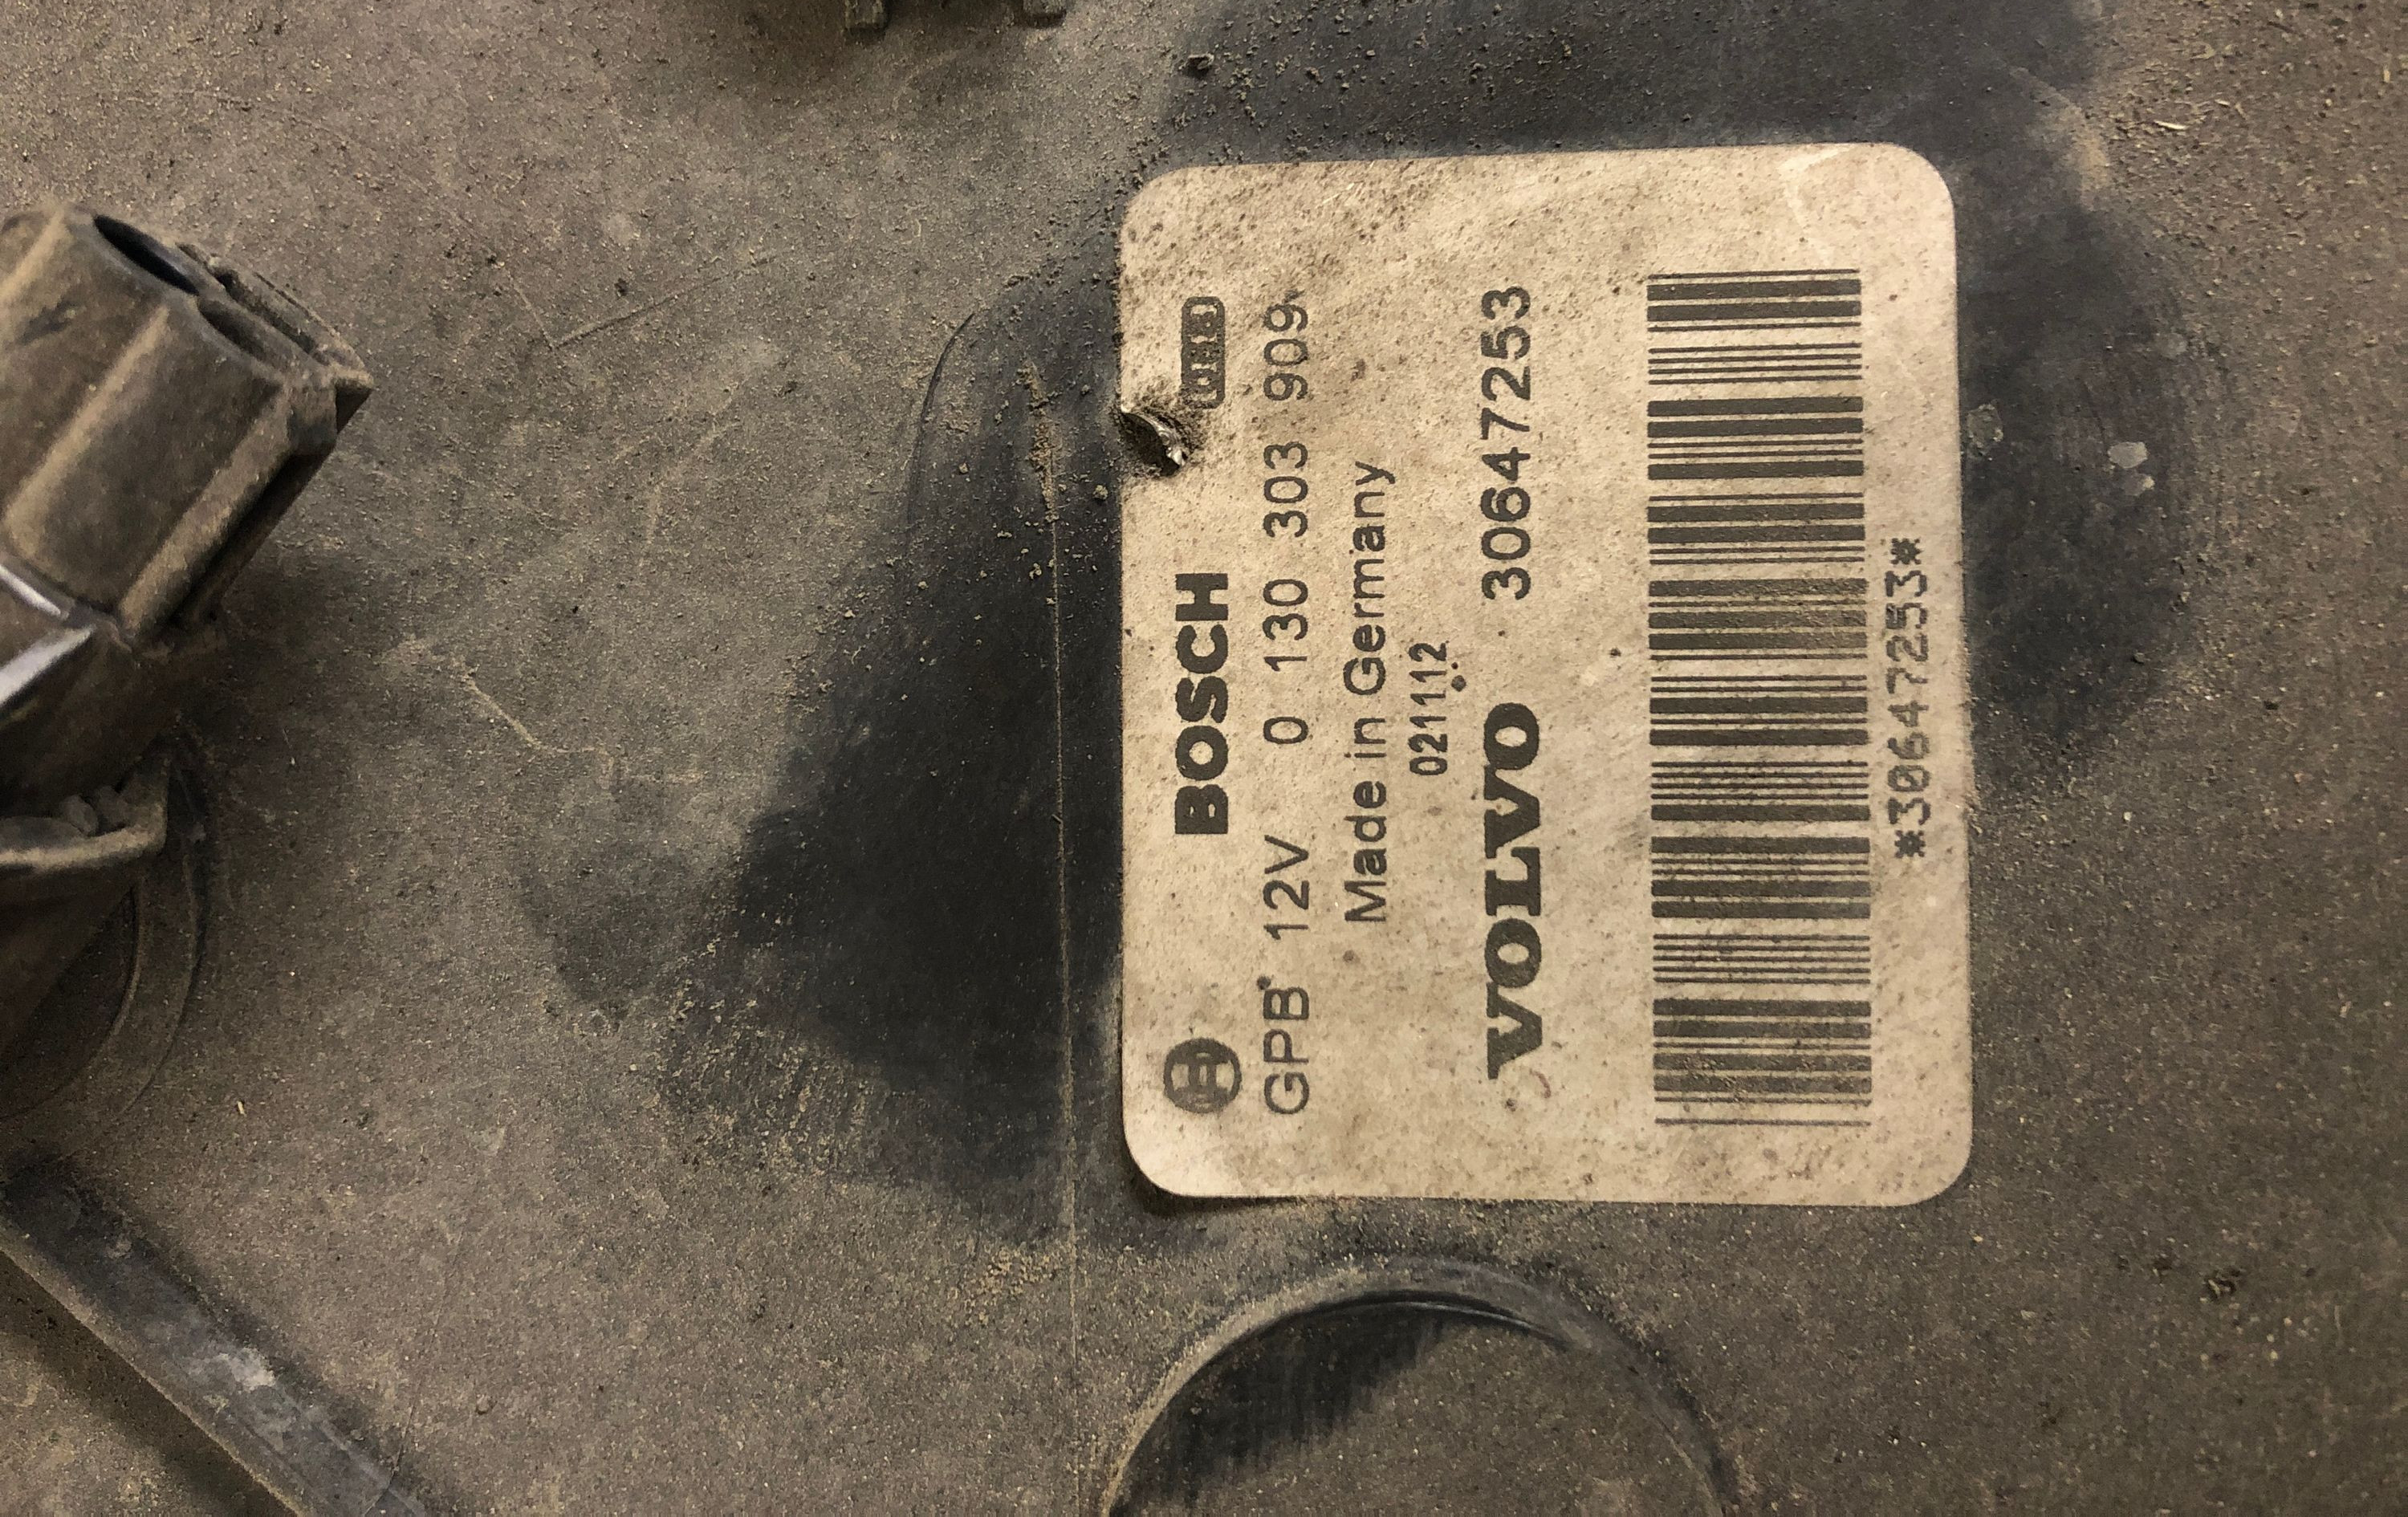 BOSCH
GPB 12V 0 130 303 909
Made in Germany
021112
VOLVO 30647253
*30647253*